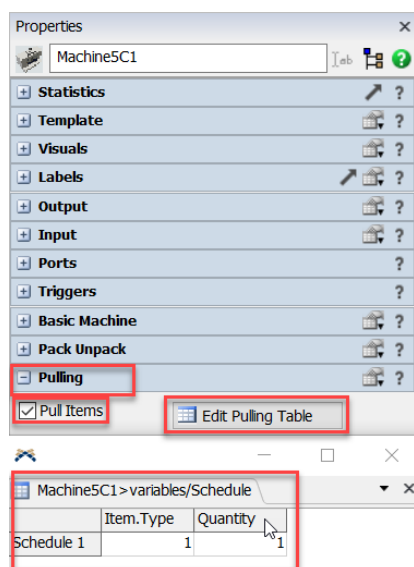 Properties
Machine5C1
Statistics
Template
Visuals
Labels
Output
Input
Ports
Triggers
Basic Machine
Pack Unpack
Pulling
Pull Items Edit Pulling Table
Machine5C1>variables/Schedule
Item.Type Quantity
Schedule 1 1 1